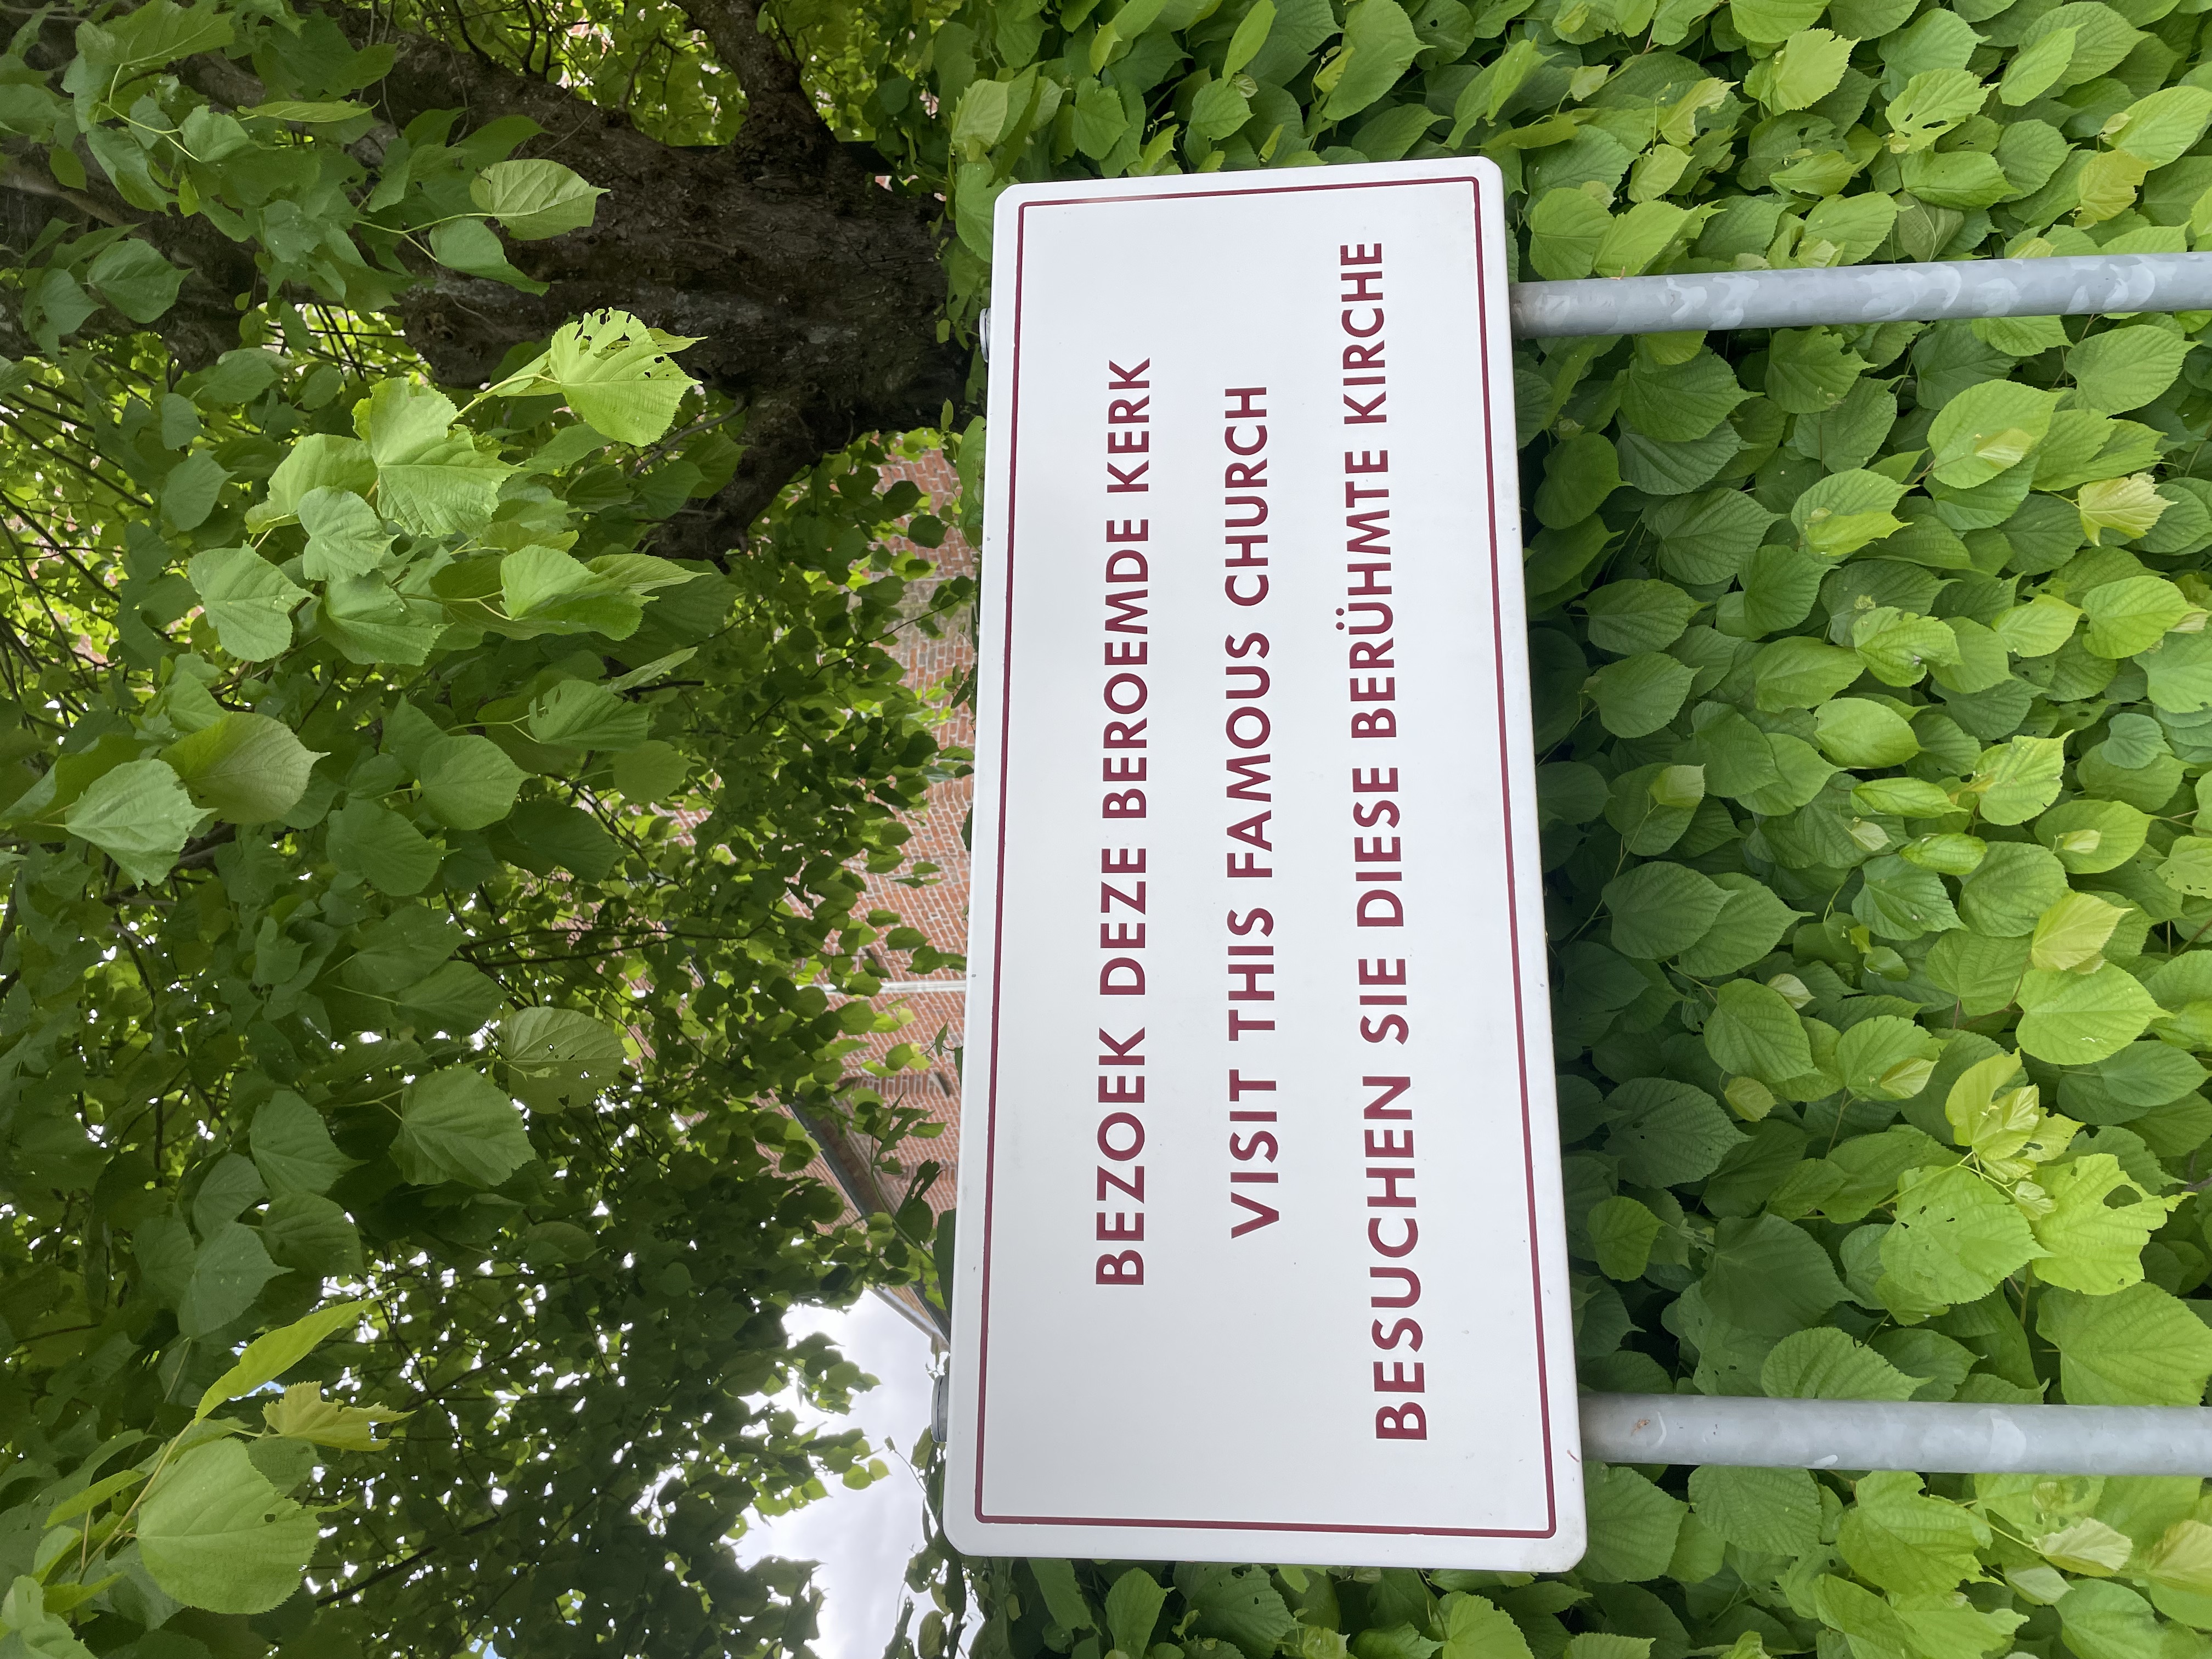 BEZOEK DEZE BEROEMDE KERK
VISIT THIS FAMOUS CHURCH
BESUCHEN SIE DIESE BERÜHMTE KIRCHE